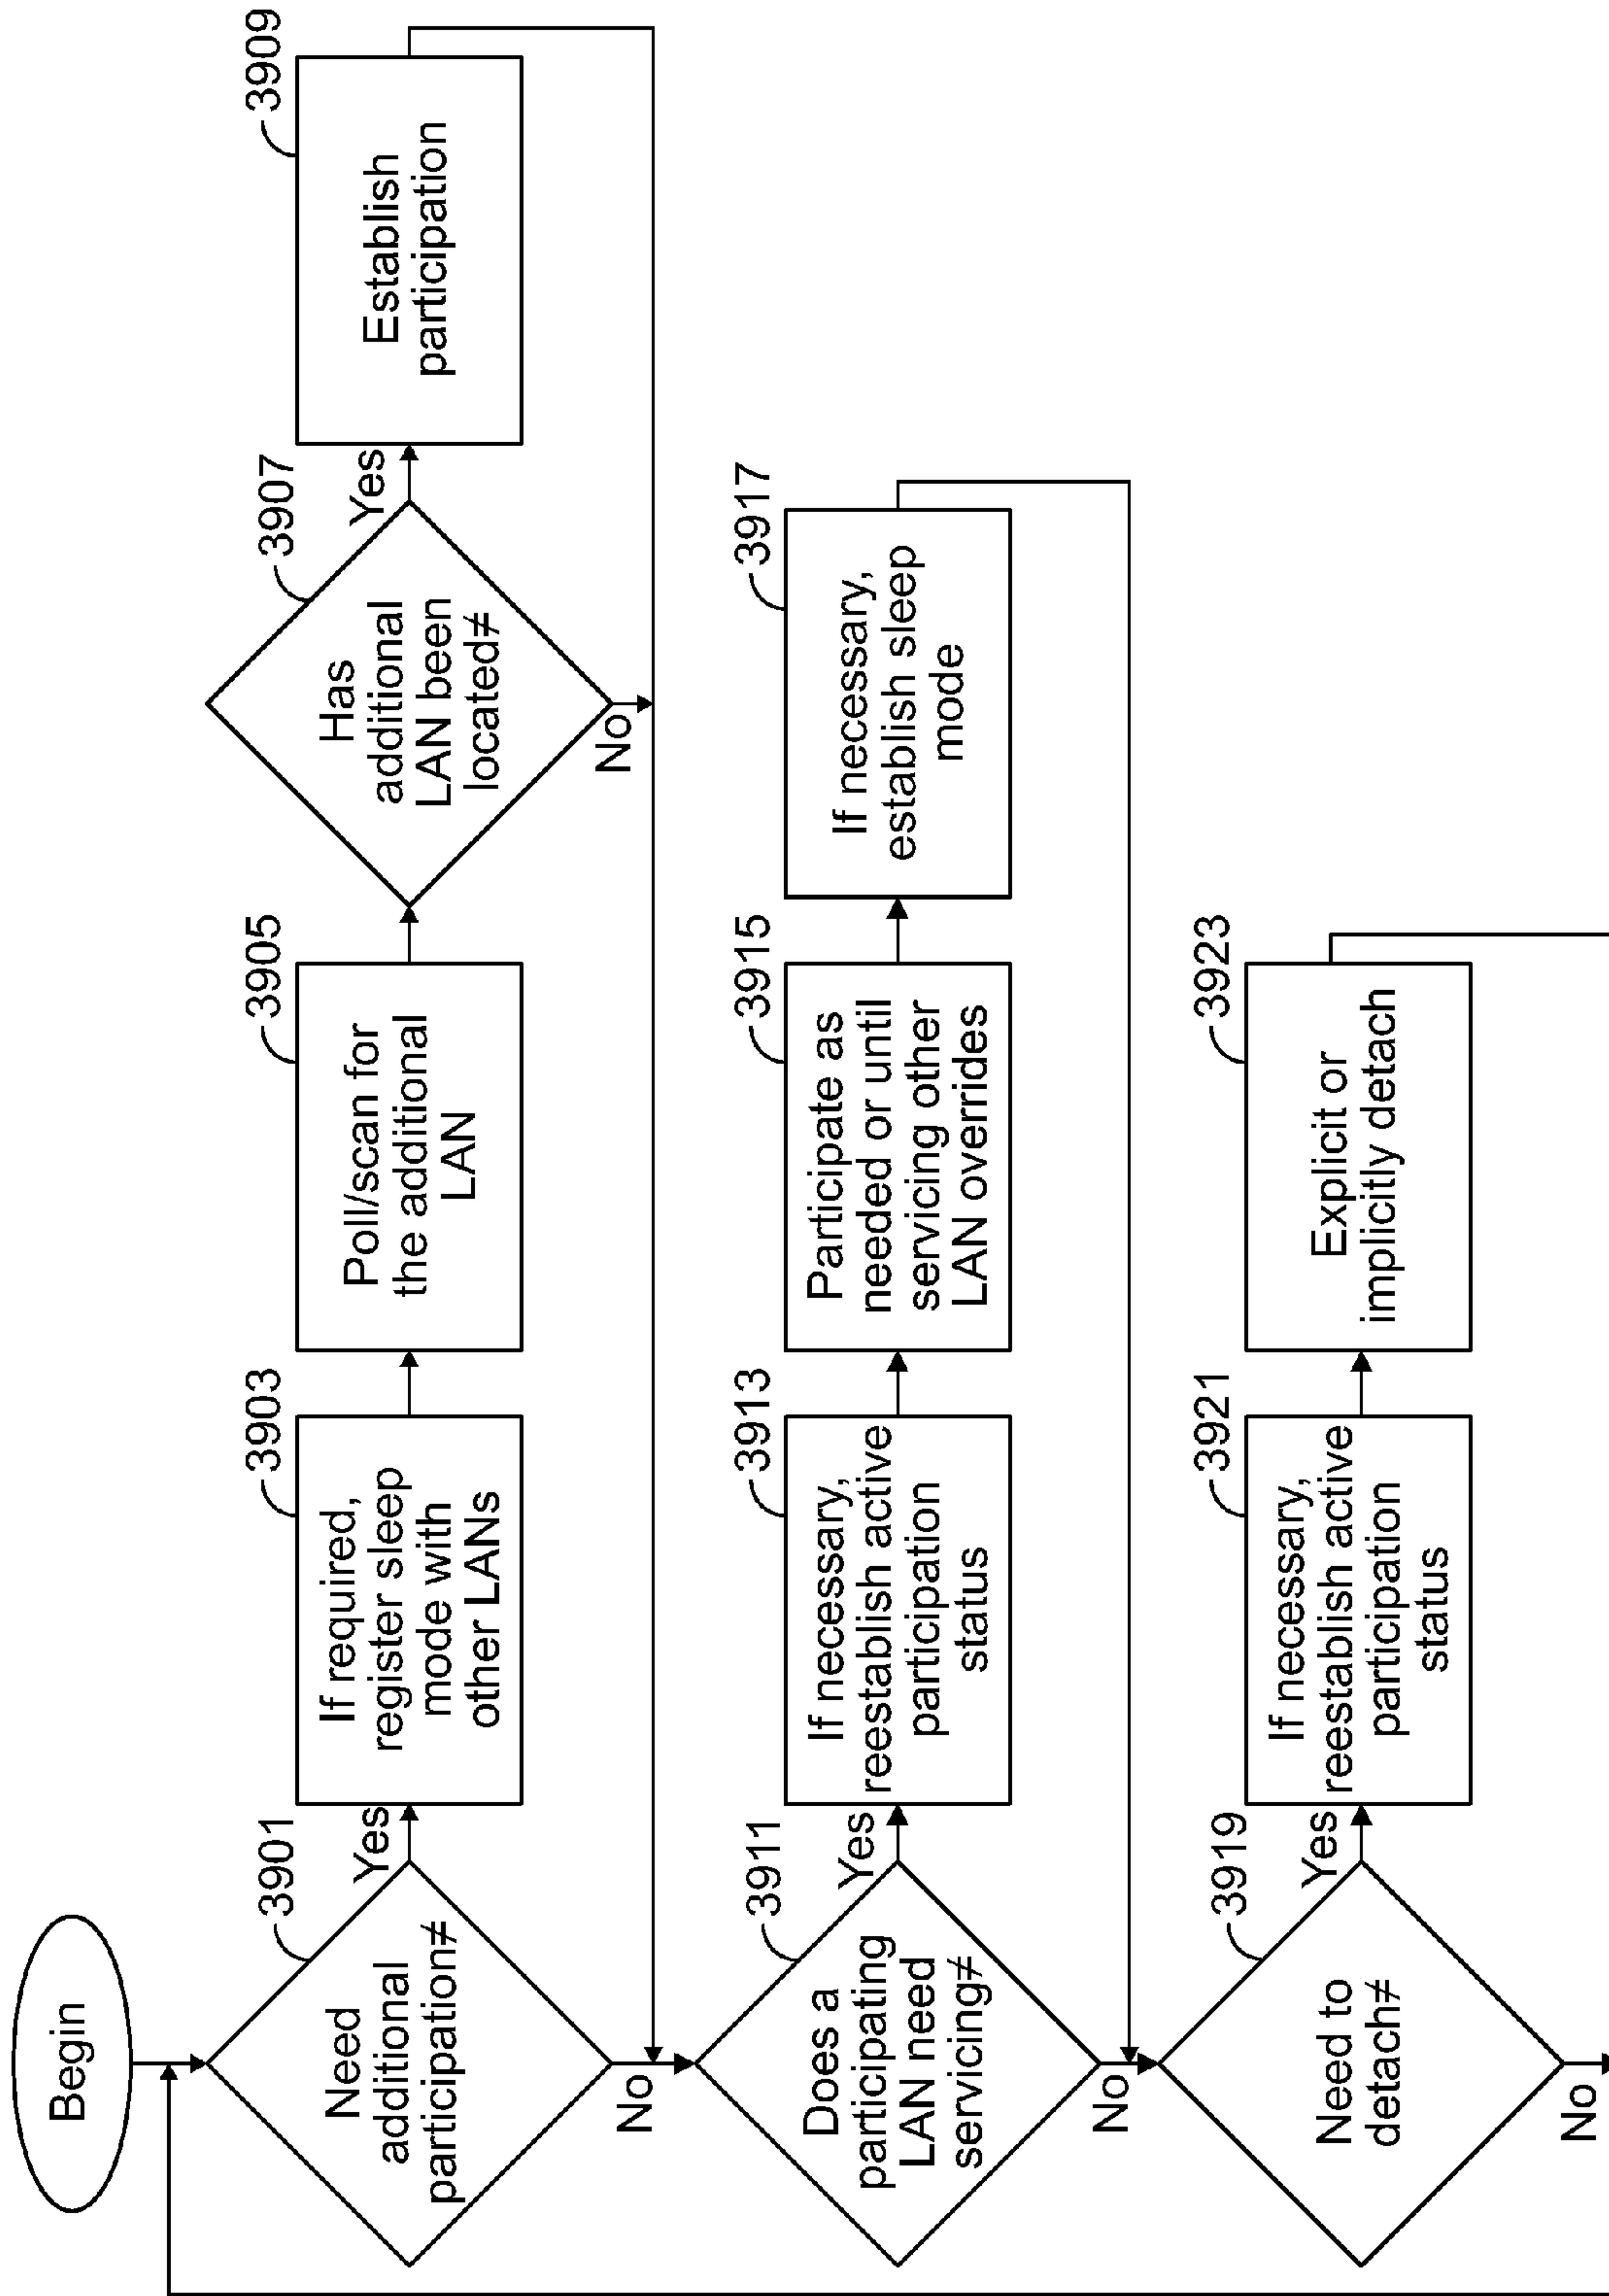 Begin
3901
Need
additional
participation#
Yes
No
3903
If required,
register sleep
mode with
other LANs
3905
Poll/scan for
the additional
LAN
3907
Has
additional
LAN been
located#
Yes
No
3909
Establish
participation
3911
Does a
participating
LAN need
servicing#
Yes
No
3913
If necessary,
reestablish active
participation
status
3915
Participate as
needed or until
servicing other
LAN overrides
3917
If necessary,
establish sleep
mode
3919
Need to
detach#
Yes
No
3921
If necessary,
reestablish active
participation
status
3923
Explicit or
implicitly detach